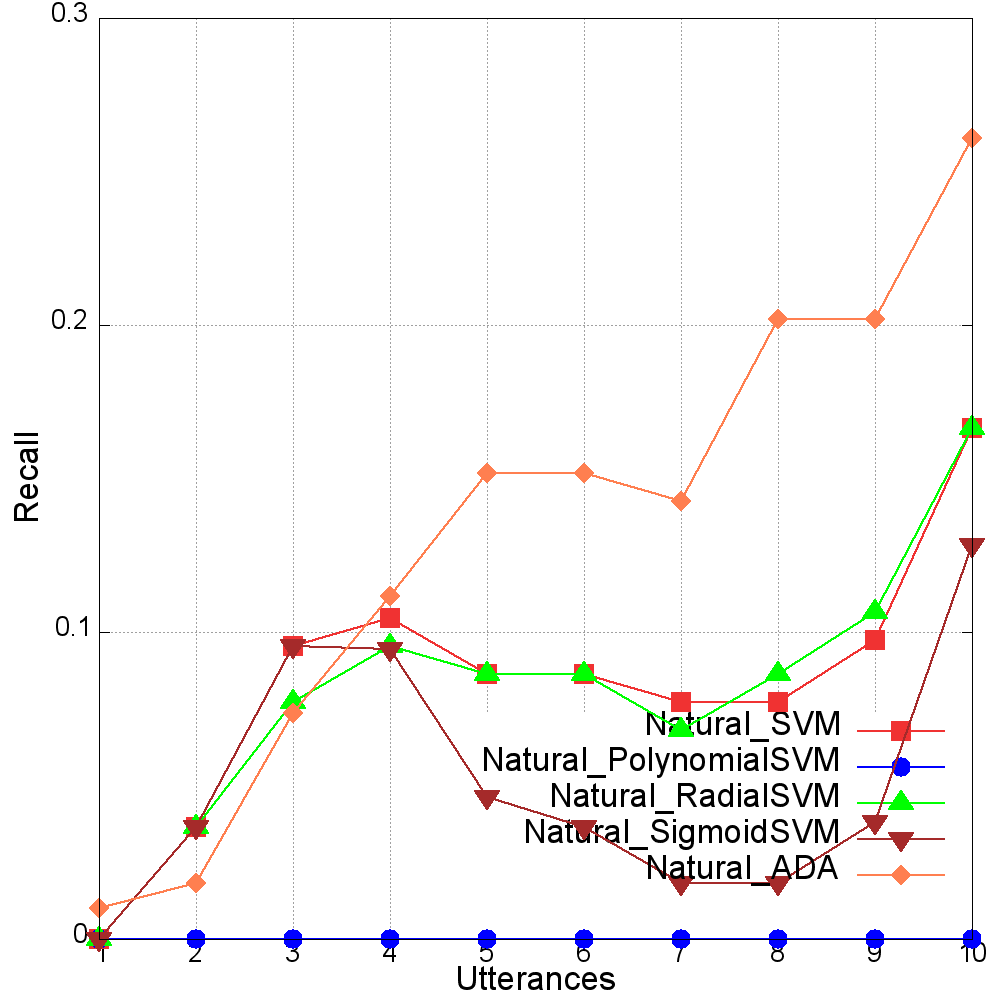 0.3
0.2
0.1
0
Recall
1 2 3 4 5 6 7 8 9 10
Utterances
Natural_SVM
Natural_PolynomialSVM
Natural_RadialSVM
Natural_SigmoidSVM
Natural_ADA